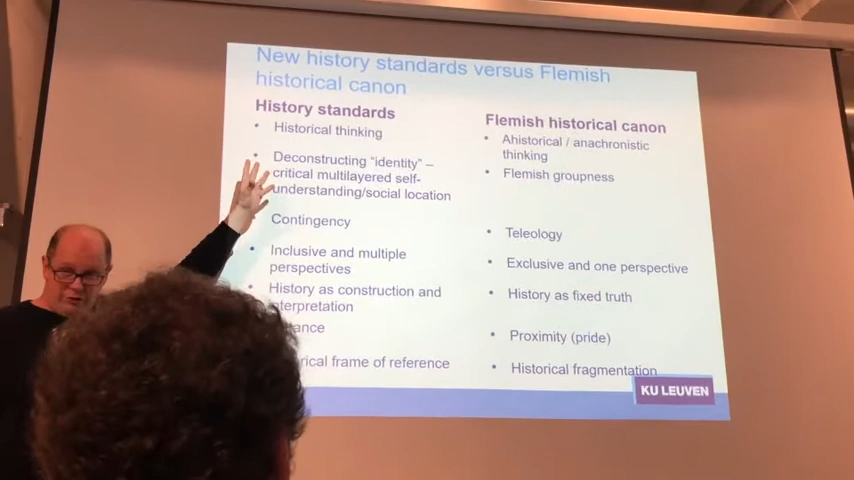 New history standards versus Flemish
historical canon
History standards
• Historical thinking
• Deconstructing "identity" –
critical multilayered self-
understanding/social location
Contingency
• Inclusive and multiple
perspectives
• History as construction and
interpretation
ance
rical frame of reference
Flemish historical canon
• Ahistorical / anachronistic
thinking
• Flemish groupness
• Teleology
• Exclusive and one perspective
• History as fixed truth
• Proximity (pride)
• Historical fragmentation
KU LEUVEN